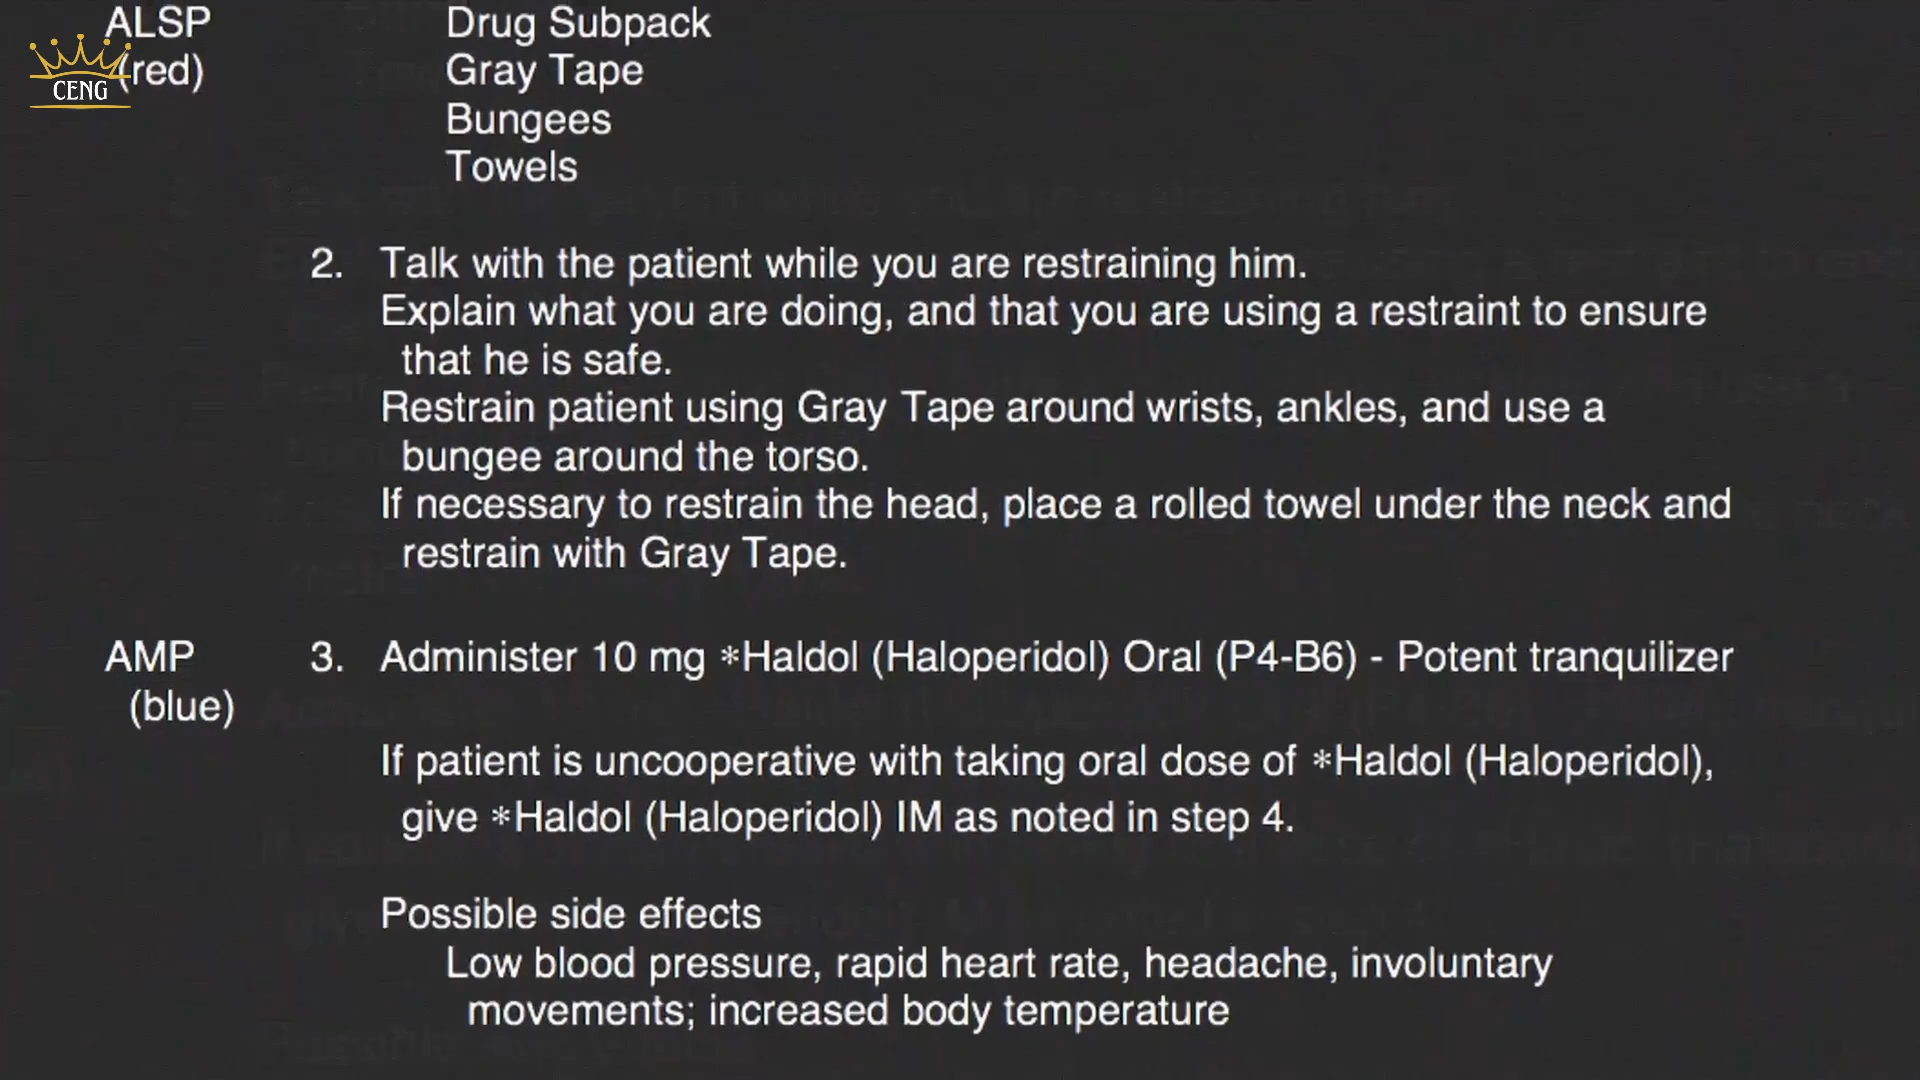 ALSP Drug Subpack
(red) Gray Tape
CENG
Bungees
Towels
2. Talk with the patient while you are restraining him.
Explain what you are doing, and that you are using a restraint to ensure
that he is safe.
Restrain patient using Gray Tape around wrists, ankles, and use a
bungee around the torso.
If necessary to restrain the head, place a rolled towel under the neck and
restrain with Gray Tape.
AMP 3. Administer 10 mg *Haldol (Haloperidol) Oral (P4-B6) - Potent tranquilizer
(blue)
If patient is uncooperative with taking oral dose of *Haldol (Haloperidol),
give *Haldol (Haloperidol) IM as noted in step 4.
Possible side effects
Low blood pressure, rapid heart rate, headache, involuntary
movements; increased body temperature